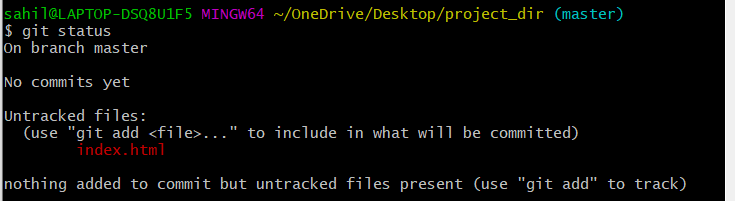 sahil@LAPTOP-DSQ8U1F5 MINGW64 ~/OneDrive/Desktop/project_dir (master)
$ git status
On branch master
No commits yet
Untracked files:
(use "git add <file>..." to include in what will be committed)
index.html
nothing added to commit but untracked files present (use "git add" to track)